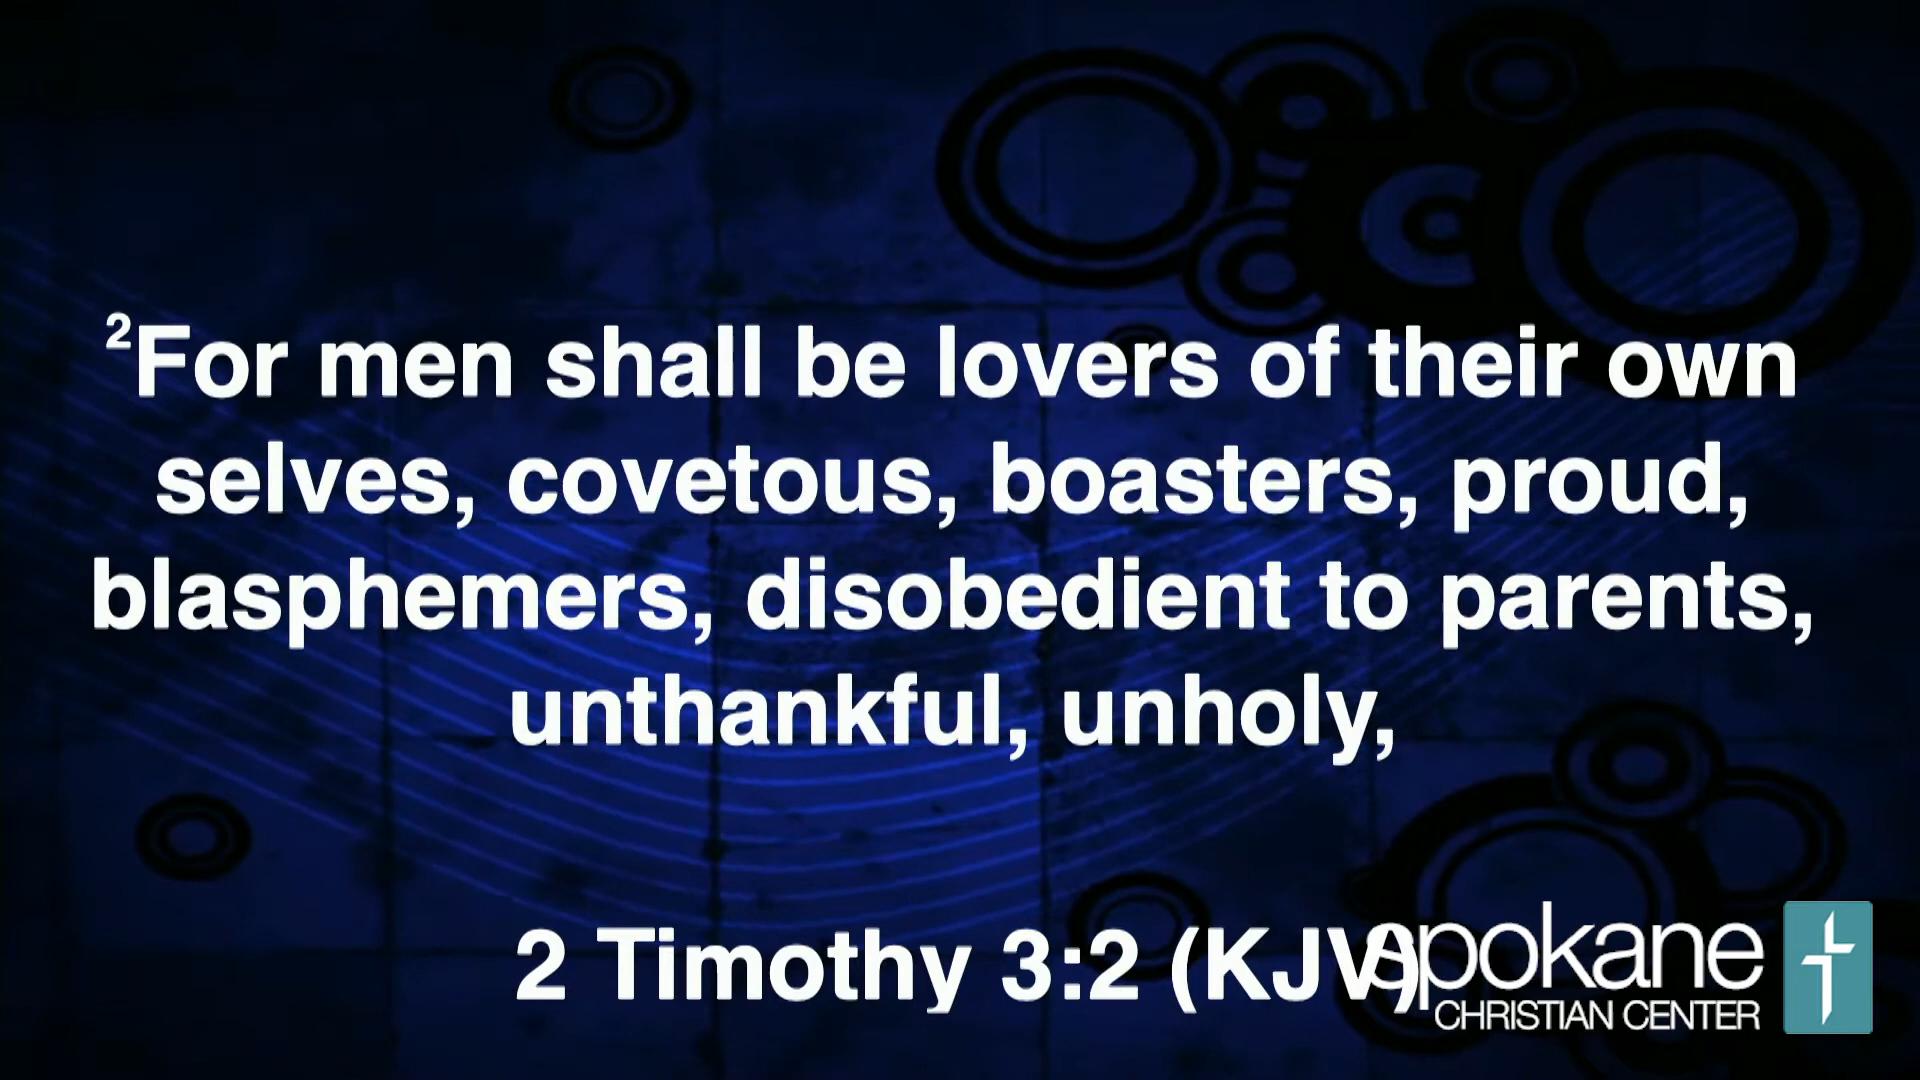 ²For men shall be lovers of their own
selves, covetous, boasters, proud,
blasphemers, disobedient to parents,
unthankful, unholy,
2 Timothy 3:2 (KJV)
spokane
CHRISTIAN CENTER